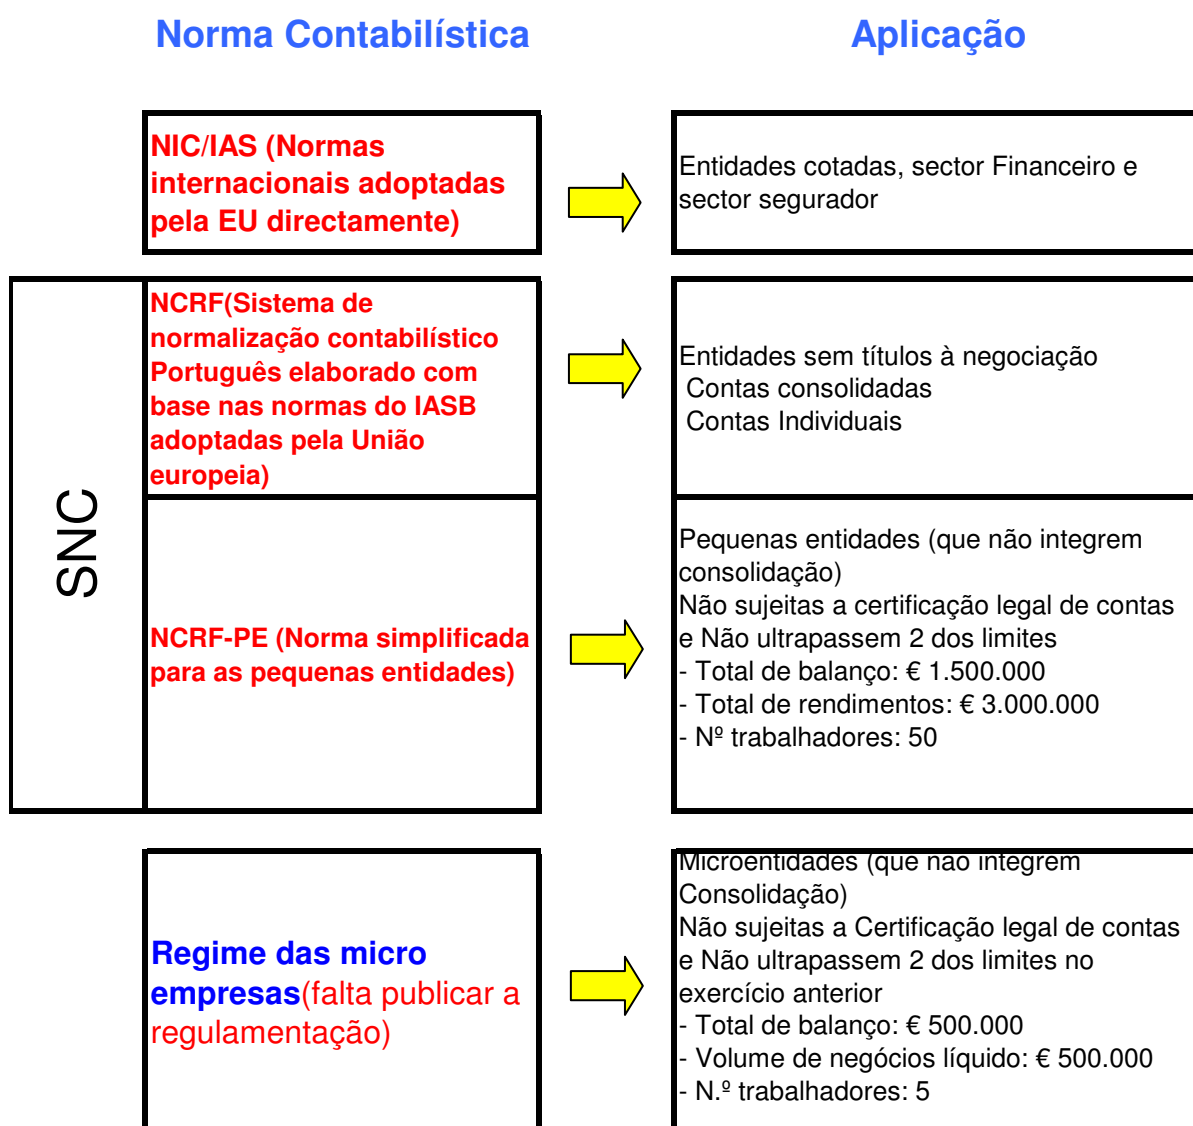 Norma Contabilística
Aplicação
NIC/IAS (Normas
internacionais adoptadas
pela EU directamente)
Entidades cotadas, sector Financeiro e
sector segurador
SNC
NCRF(Sistema de
normalização contabilístico
Português elaborado com
base nas normas do IASB
adoptadas pela União
europeia)
Entidades sem títulos à negociação
Contas consolidadas
Contas Individuais
NCRF-PE (Norma simplificada
para as pequenas entidades)
Pequenas entidades (que não integrem
consolidação)
Não sujeitas a certificação legal de contas
e Não ultrapassem 2 dos limites
- Total de balanço: € 1.500.000
- Total de rendimentos: € 3.000.000
- Nº trabalhadores: 50
Regime das micro
empresas(falta publicar a
regulamentação)
Microentidades (que não integrem
Consolidação)
Não sujeitas a Certificação legal de contas
e Não ultrapassem 2 dos limites no
exercício anterior
- Total de balanço: € 500.000
- Volume de negócios líquido: € 500.000
- N.º trabalhadores: 5